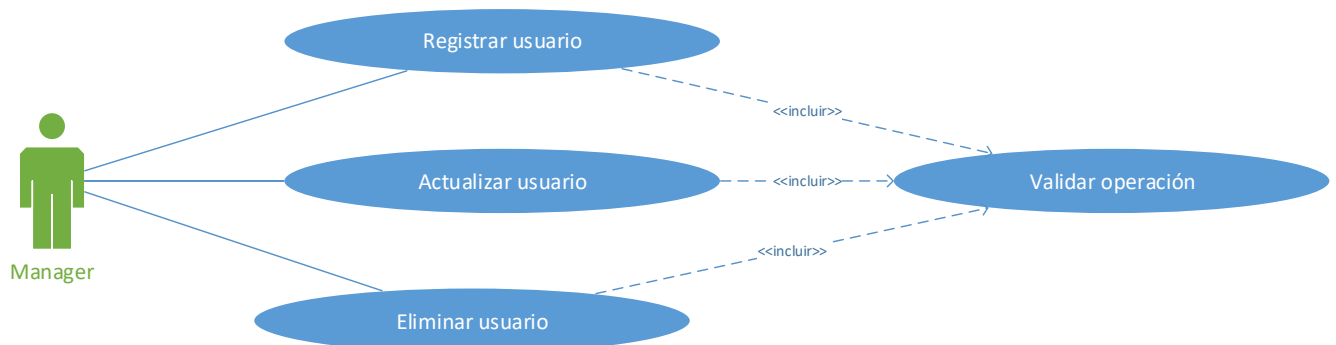 Registrar usuario
<<incluir>>
Actualizar usuario
<<incluir>>
Validar operación
<<incluir>>
Manager
Eliminar usuario